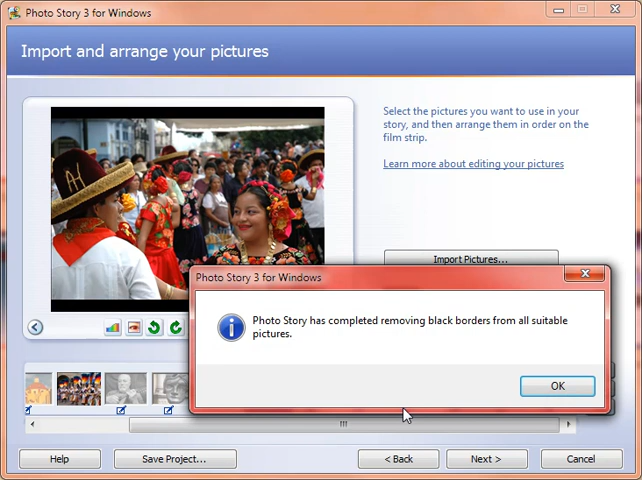 Photo Story 3 for Windows
Import and arrange your pictures
Select the pictures you want to use in your
story, and then arrange them in order on the
film strip.
Learn more about editing your pictures
Import Pictures...
Photo Story 3 for Windows
Photo Story has completed removing black borders from all suitable
pictures.
OK
Help
Save Project...
< Back
Next >
Cancel